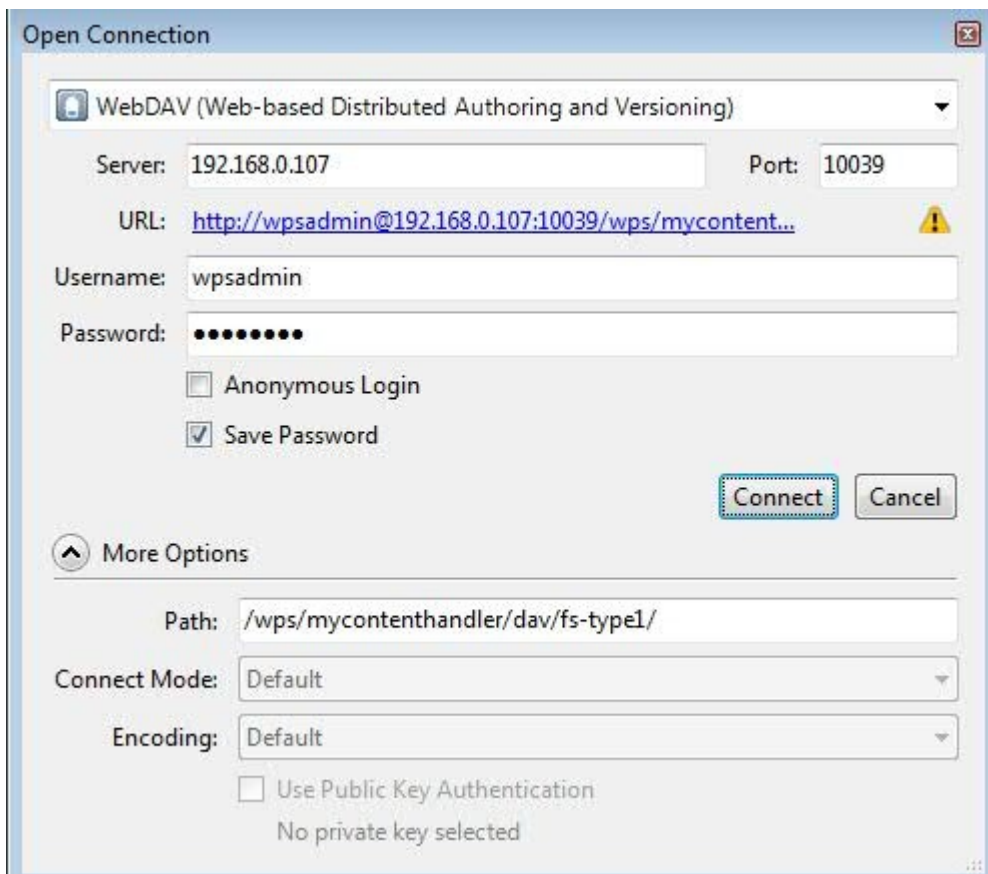 Open Connection
WebDAV (Web-based Distributed Authoring and Versioning)
Server: 192.168.0.107 Port: 10039
URL: http://wpsadmin@192.168.0.107:10039/wps/mycontent...
Username: wpsadmin
Password: ••••••••
Anonymous Login
Save Password
Connect Cancel
More Options
Path: /wps/mycontenthandler/dav/fs-type1/
Connect Mode: Default
Encoding: Default
Use Public Key Authentication
No private key selected